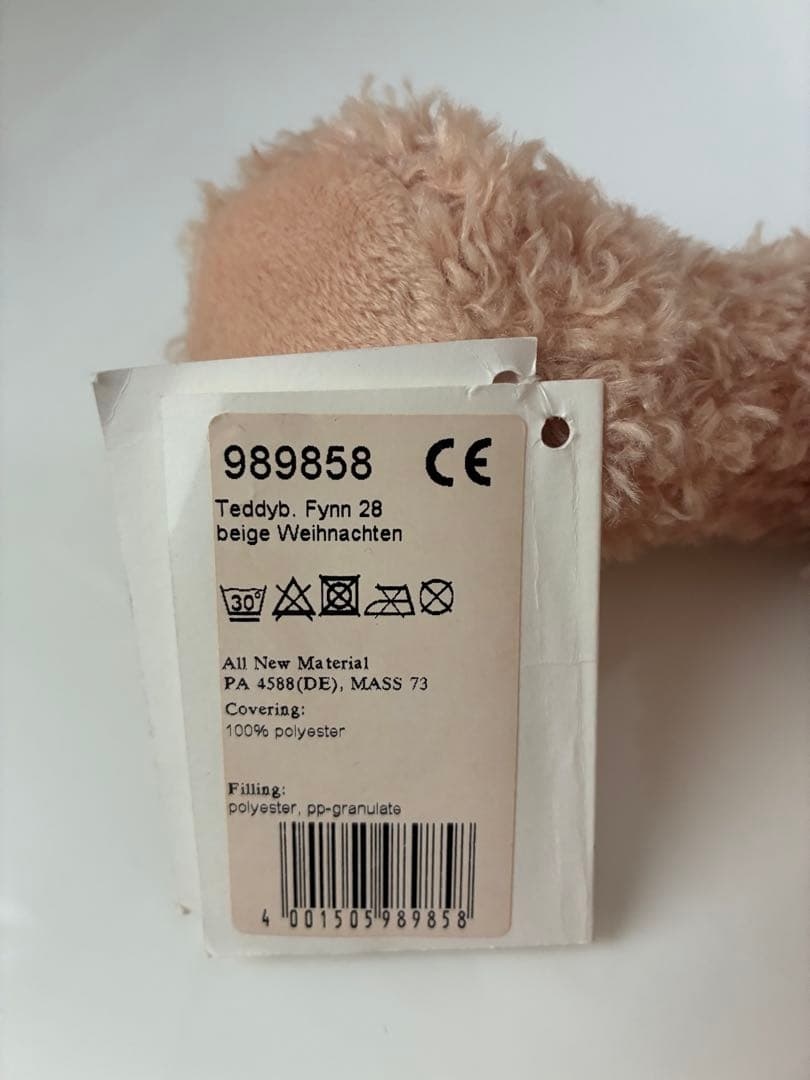 989858 CE
Teddyb. Fynn 28
beige Weihnachten
30°
All New Material
PA 4588(DE), MASS 73
Covering:
100% polyester
Filling:
polyester, pp-granulate
4 001505 989858